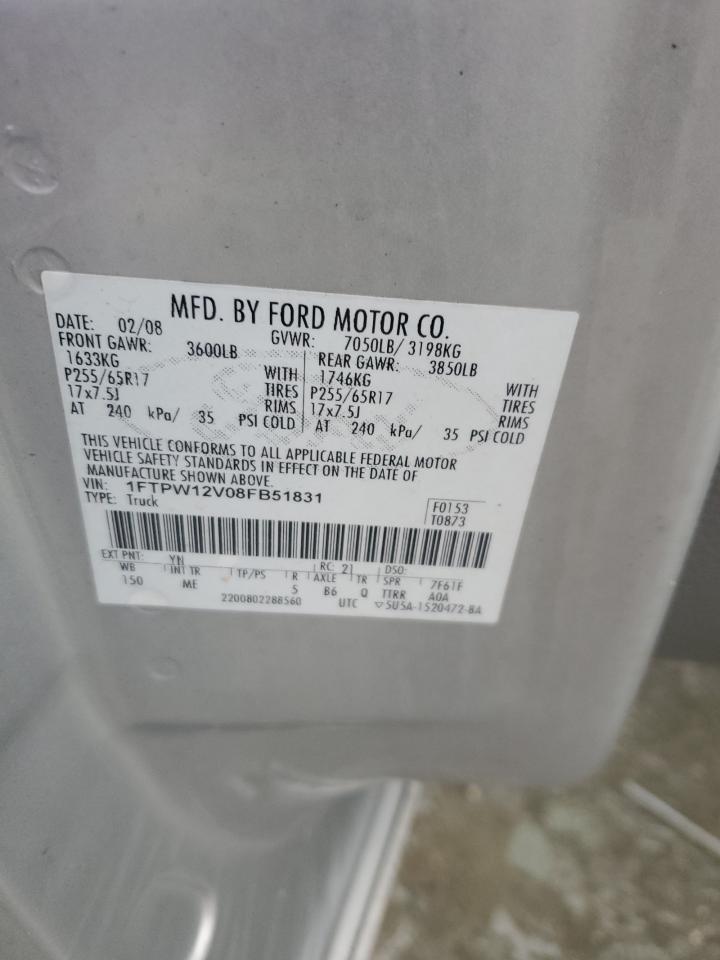 MFD. BY FORD MOTOR CO.
DATE: 02/08 GVWR: 7050LB/ 3198KG
FRONT GAWR: 3600LB REAR GAWR: 3850LB
1633KG WITH 1746KG WITH
P255/65R17 TIRES P255/65R17 TIRES
17x7.5J RIMS 17x7.5J RIMS
AT 240 kPa/ 35 PSI COLD AT 240 kPa/ 35 PSI COLD
THIS VEHICLE CONFORMS TO ALL APPLICABLE FEDERAL MOTOR
VEHICLE SAFETY STANDARDS IN EFFECT ON THE DATE OF
MANUFACTURE SHOWN ABOVE.
VIN: 1FTPW12V08FB51831
TYPE: Truck
F0153
T0873
EXT PNT: YN RC: 21 DSO:
WB INT TR TP/PS R AXLE TR SPR 7F61F
150 ME 5 B6 Q TTRR A0A
2200802288560 UTC ▽5U5A-1520472-BA